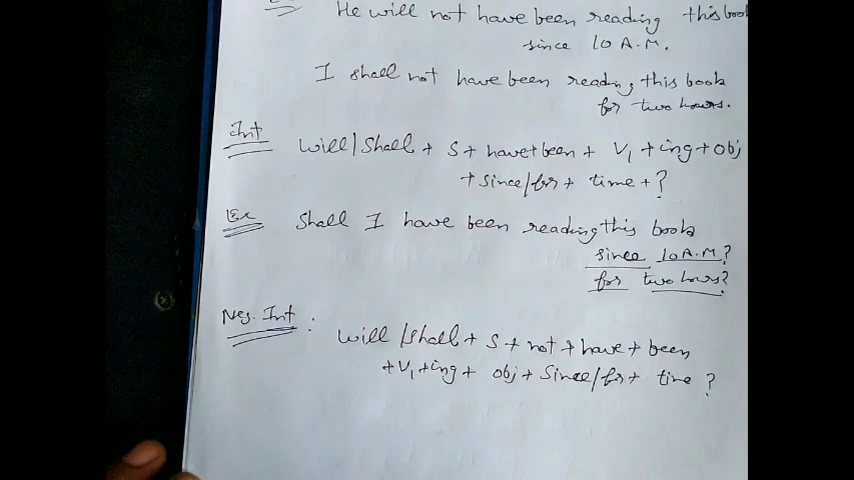 He will not have been reading this book
since 10 A.M.
I shall not have been reading this book
for two hours.
Int
Will/Shall + S + have+been + V1 +ing+obj
+ since/for + time + ?
Ex
Shall I have been reading this book
since 10 A.M?
for two hours?
Neg. Int :
Will /shall + S + not + have + been
+V1 +ing + obj + Since/for + time ?